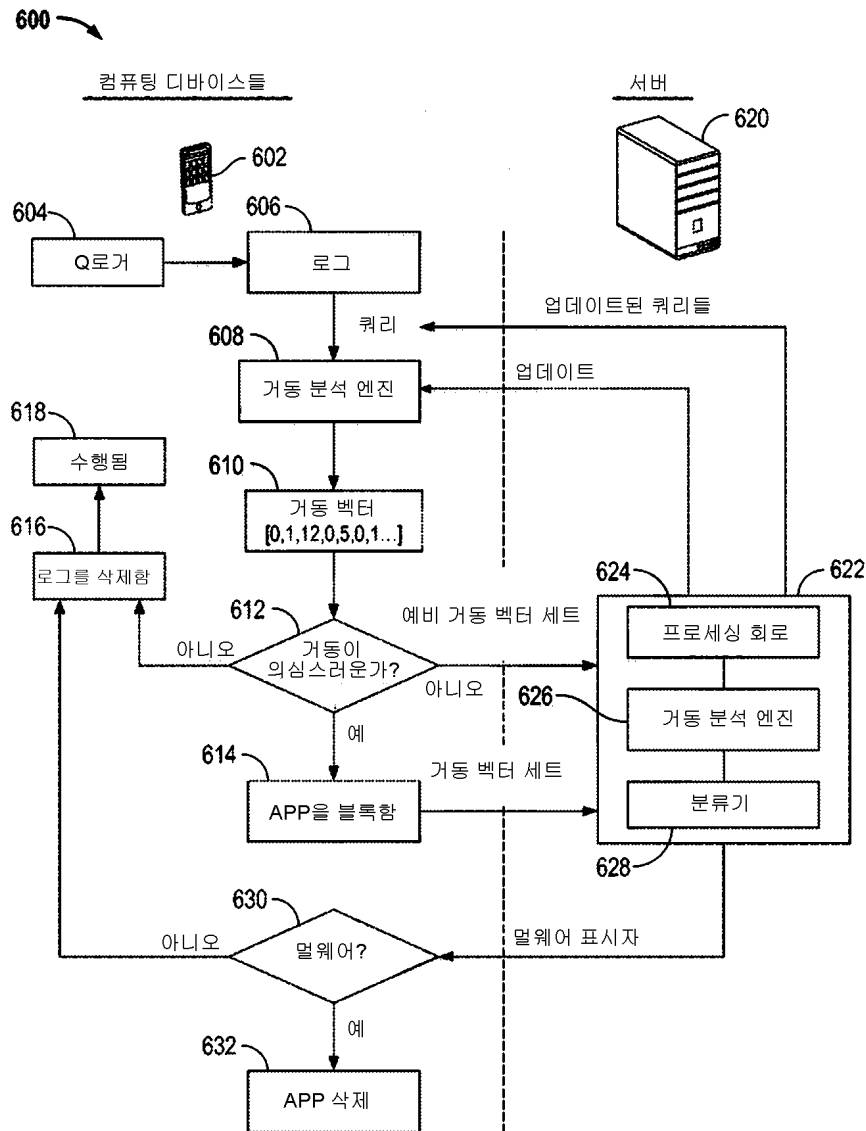 600
컴퓨팅 디바이스들
서버
602
620
604
606
Q로거
로그
쿼리
업데이트된 쿼리들
608
거동 분석 엔진
업데이트
618
수행됨
610
거동 벡터
[0,1,12,0,5,0,1...]
616
로그를 삭제함
624
622
612
예비 거동 벡터 세트
프로세싱 회로
아니오
거동이
의심스러운가?
아니오
626
거동 분석 엔진
예
614
거동 벡터 세트
APP을 블록함
분류기
628
630
아니오
멀웨어?
멀웨어 표시자
예
632
APP 삭제